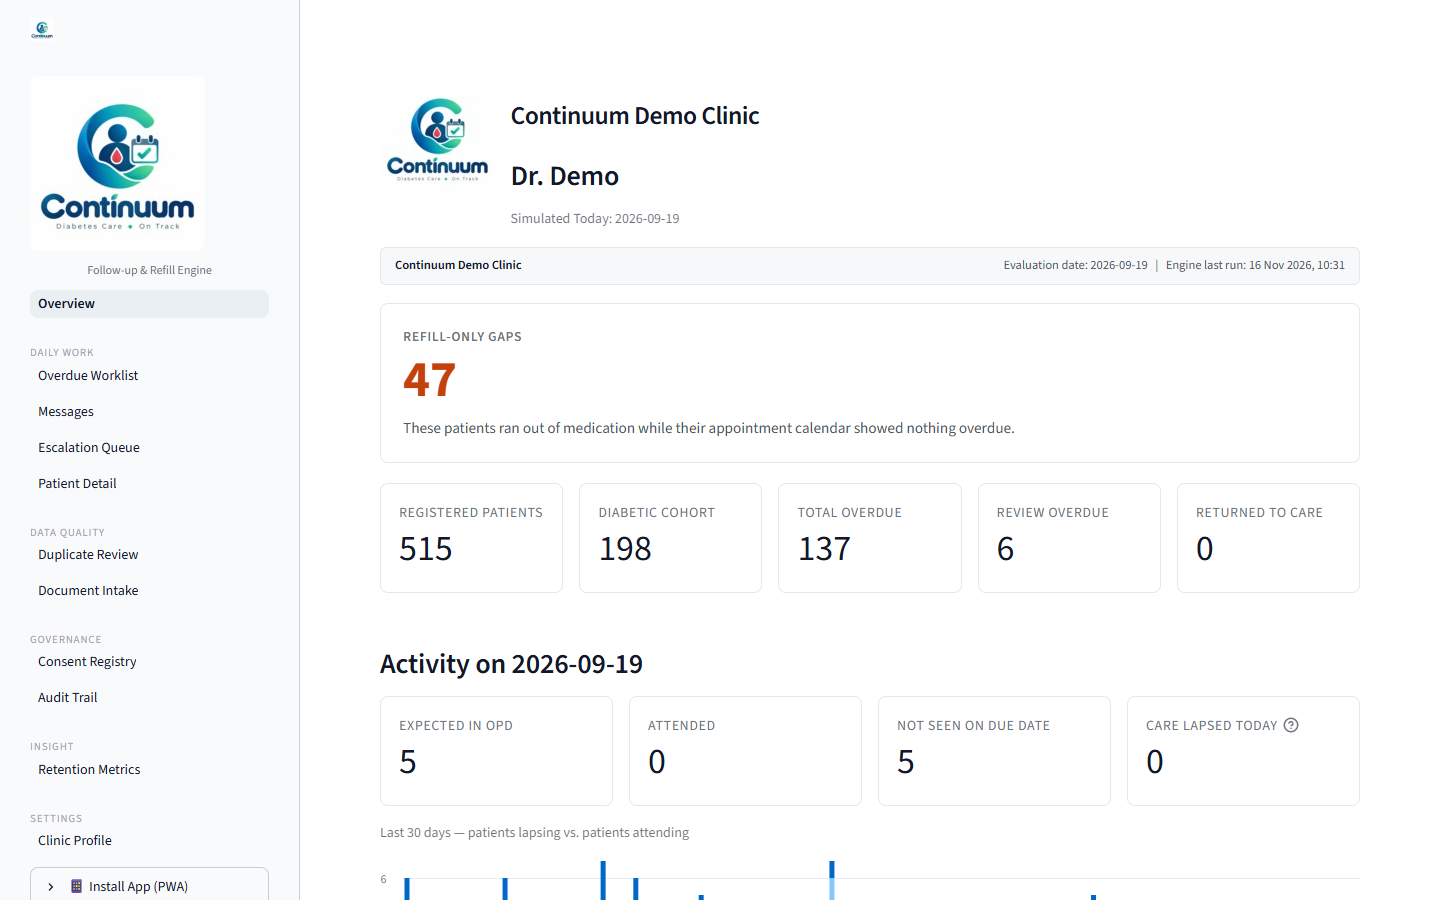 Continuum
Continuum
Diabetes Care • On Track
Follow-up & Refill Engine
Overview
DAILY WORK
Overdue Worklist
Messages
Escalation Queue
Patient Detail
DATA QUALITY
Duplicate Review
Document Intake
GOVERNANCE
Consent Registry
Audit Trail
INSIGHT
Retention Metrics
SETTINGS
Clinic Profile
Install App (PWA)
Continuum
Diabetes Care • On Track
Continuum Demo Clinic
Dr. Demo
Simulated Today: 2026-09-19
Continuum Demo Clinic
Evaluation date: 2026-09-19 | Engine last run: 16 Nov 2026, 10:31
REFILL-ONLY GAPS
47
These patients ran out of medication while their appointment calendar showed nothing overdue.
REGISTERED PATIENTS
515
DIABETIC COHORT
198
TOTAL OVERDUE
137
REVIEW OVERDUE
6
RETURNED TO CARE
0
Activity on 2026-09-19
EXPECTED IN OPD
5
ATTENDED
0
NOT SEEN ON DUE DATE
5
CARE LAPSED TODAY ?
0
Last 30 days — patients lapsing vs. patients attending
6